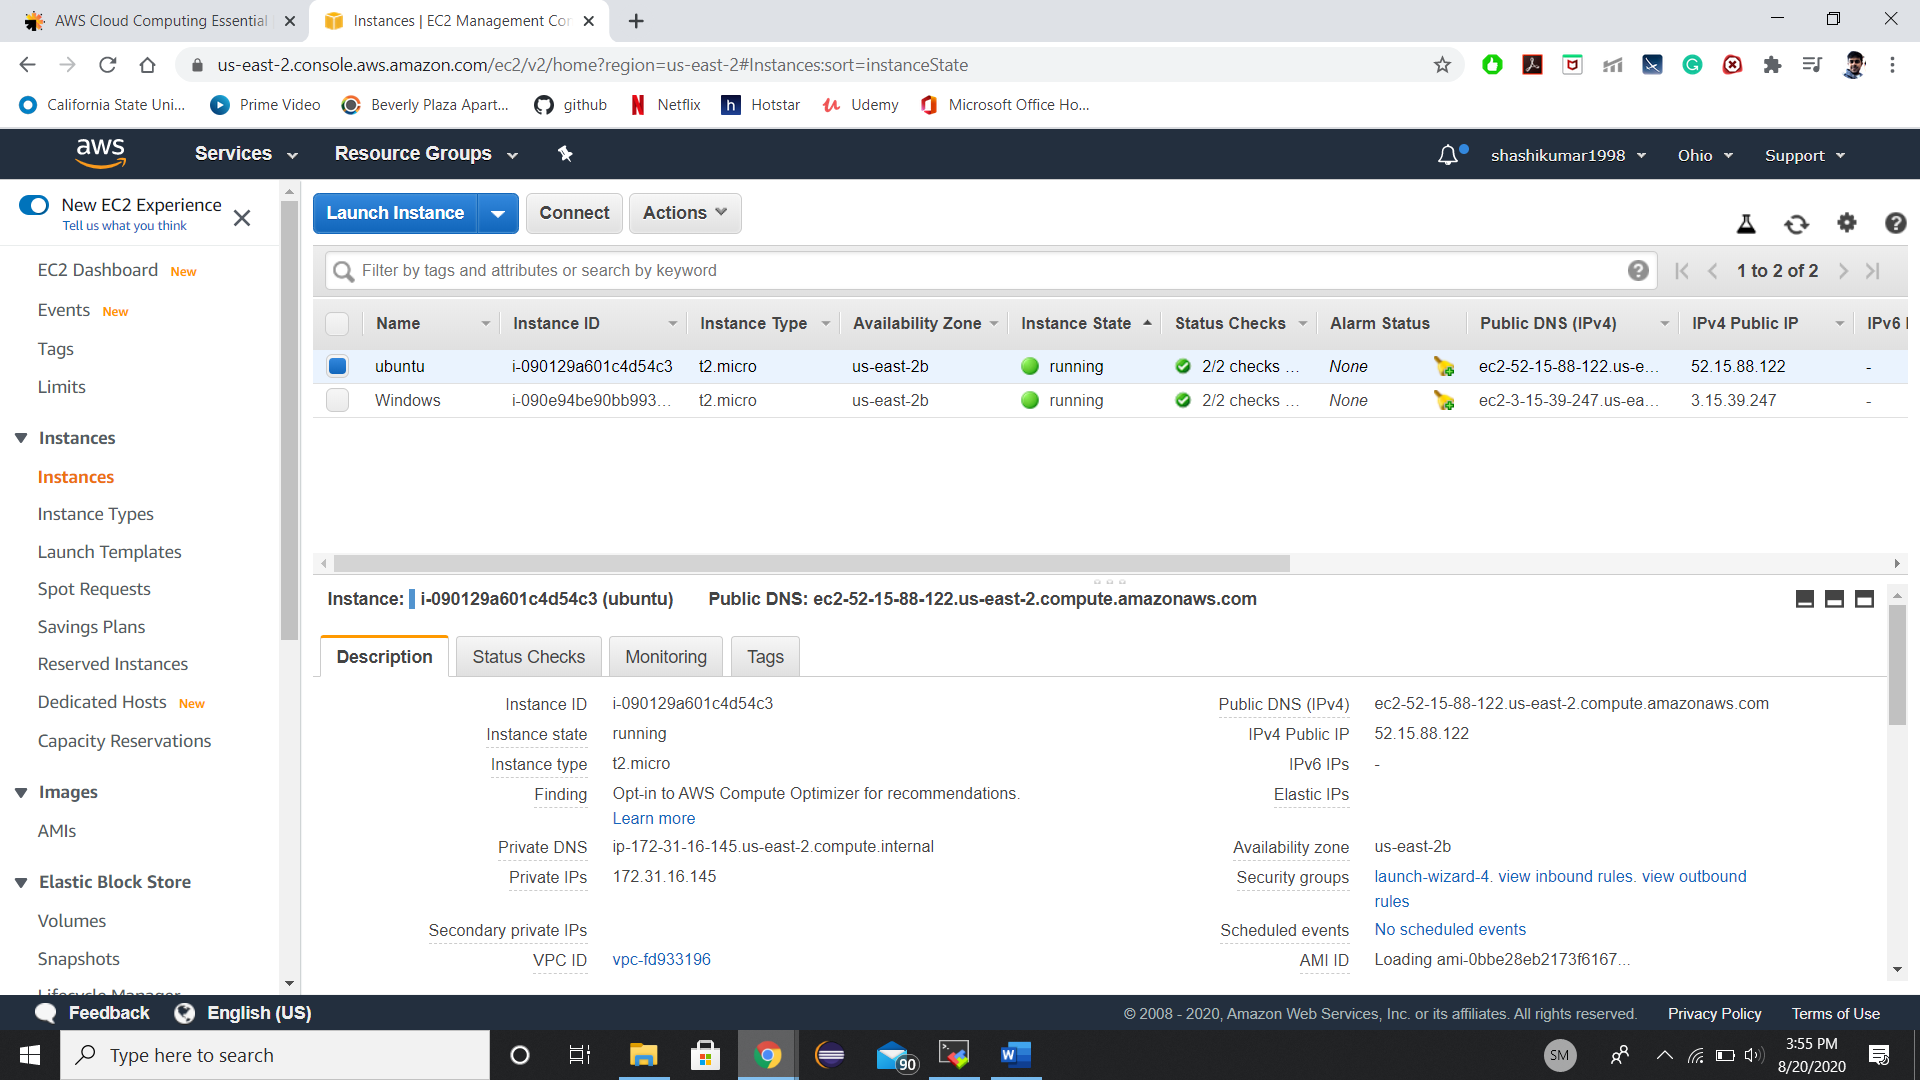 AWS Cloud Computing Essential
Instances | EC2 Management Con
us-east-2.console.aws.amazon.com/ec2/v2/home?region=us-east-2#Instances:sort=instanceState
California State Uni...
Prime Video
Beverly Plaza Apart...
github
Netflix
Hotstar
Udemy
Microsoft Office Ho...
aws
Services
Resource Groups
shashikumar1998
Ohio
Support
New EC2 Experience
Tell us what you think
EC2 Dashboard New
Events New
Tags
Limits
Instances
Instances
Instance Types
Launch Templates
Spot Requests
Savings Plans
Reserved Instances
Dedicated Hosts New
Capacity Reservations
Images
AMIs
Elastic Block Store
Volumes
Snapshots
Lifecycle Manager
Launch Instance
Connect
Actions
Filter by tags and attributes or search by keyword
1 to 2 of 2
Name Instance ID Instance Type Availability Zone Instance State Status Checks Alarm Status Public DNS (IPv4) IPv4 Public IP IPv6
ubuntu i-090129a601c4d54c3 t2.micro us-east-2b running 2/2 checks ... None ec2-52-15-88-122.us-e... 52.15.88.122 -
Windows i-090e94be90bb993... t2.micro us-east-2b running 2/2 checks ... None ec2-3-15-39-247.us-ea... 3.15.39.247 -
Instance: i-090129a601c4d54c3 (ubuntu) Public DNS: ec2-52-15-88-122.us-east-2.compute.amazonaws.com
Description
Status Checks
Monitoring
Tags
Instance ID i-090129a601c4d54c3
Instance state running
Instance type t2.micro
Finding Opt-in to AWS Compute Optimizer for recommendations.
Learn more
Private DNS ip-172-31-16-145.us-east-2.compute.internal
Private IPs 172.31.16.145
Secondary private IPs
VPC ID vpc-fd933196
Public DNS (IPv4) ec2-52-15-88-122.us-east-2.compute.amazonaws.com
IPv4 Public IP 52.15.88.122
IPv6 IPs -
Elastic IPs
Availability zone us-east-2b
Security groups launch-wizard-4. view inbound rules. view outbound
rules
Scheduled events No scheduled events
AMI ID Loading ami-0bbe28eb2173f6167...
Feedback
English (US)
© 2008 - 2020, Amazon Web Services, Inc. or its affiliates. All rights reserved.
Privacy Policy
Terms of Use
Type here to search
90
SM
3:55 PM
8/20/2020